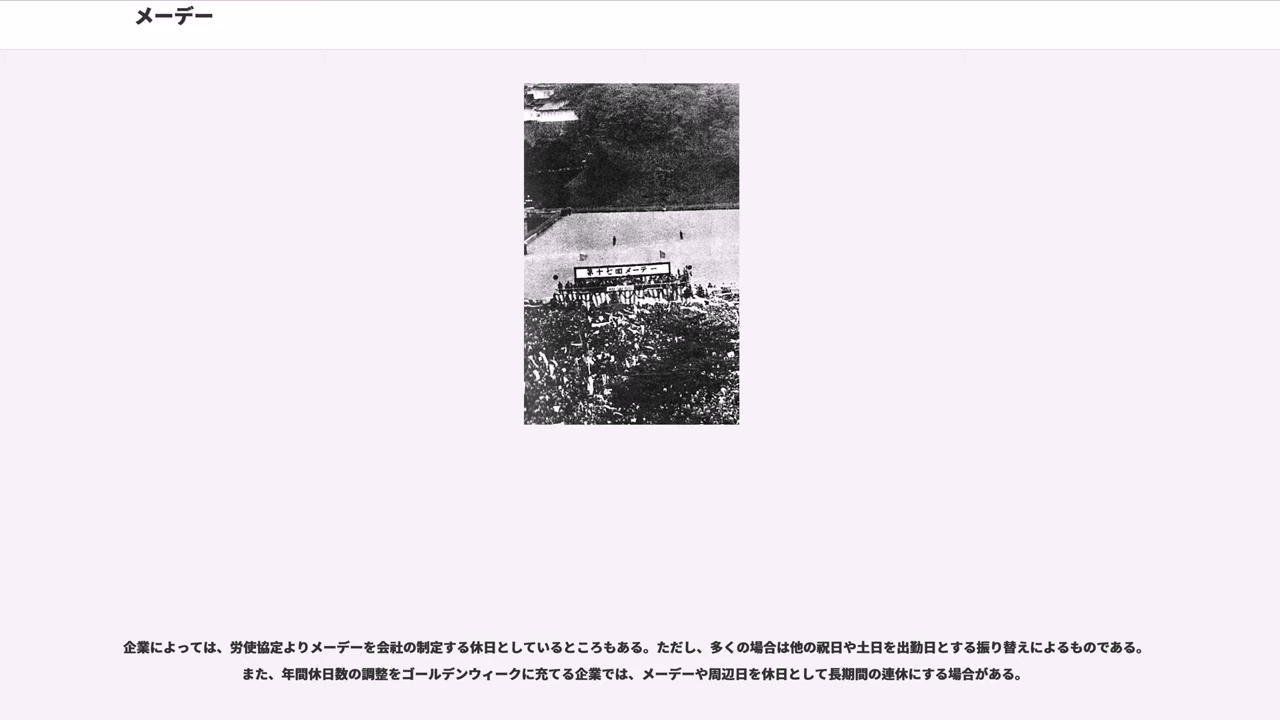 メーデー
第十七回メーデー
企業によっては、労使協定よりメーデーを会社の制定する休日としているところもある。ただし、多くの場合は他の祝日や土日を出勤日とする振り替えによるものである。
また、年間休日数の調整をゴールデンウィークに充てる企業では、メーデーや周辺日を休日として長期間の連休にする場合がある。